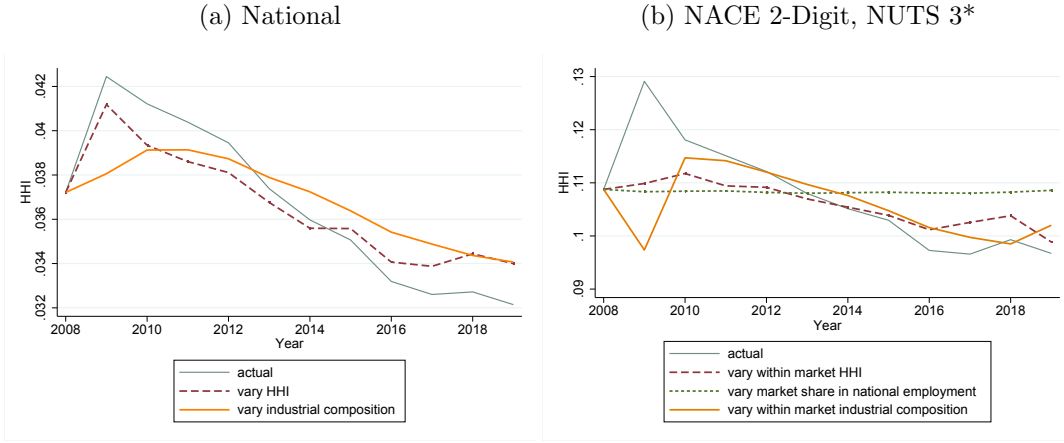 (a) National
HHI
.042
.04
.038
.036
.034
.032
2008
2010
2012
2014
2016
2018
Year
actual
vary HHI
vary industrial composition
(b) NACE 2-Digit, NUTS 3*
HHI
.13
.12
.11
.1
.09
2008
2010
2012
2014
2016
2018
Year
actual
vary within market HHI
vary market share in national employment
vary within market industrial composition